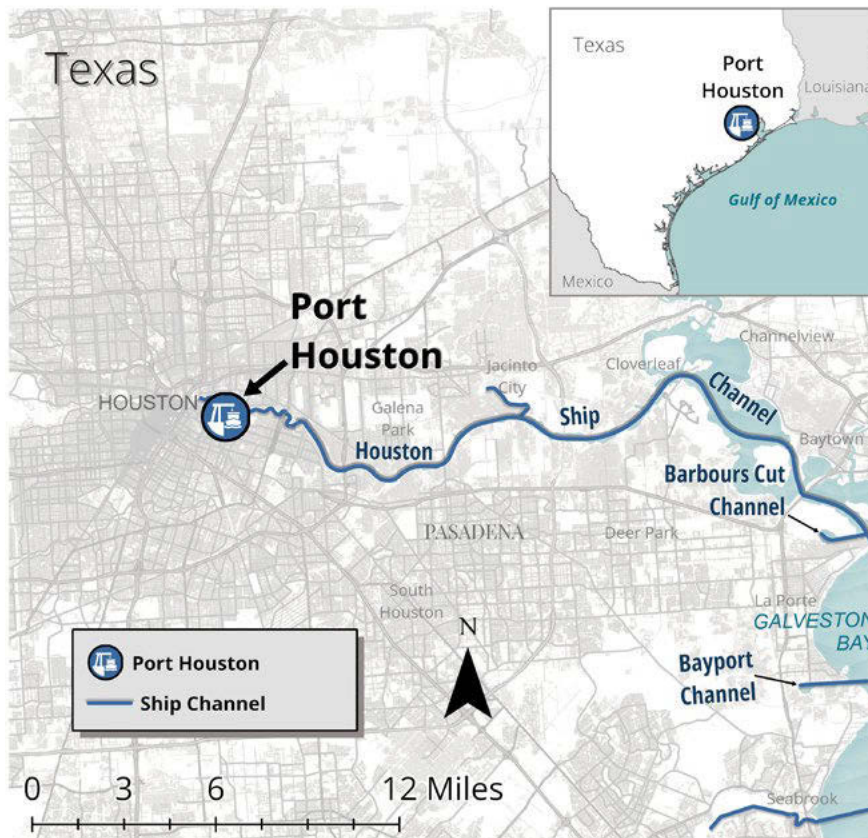 Texas
Texas
Port
Houston
Louisiana
Gulf of Mexico
Mexico
Port
Houston
HOUSTON
Channelview
Cloverleaf
Jacinto
City
Galena
Park
Houston
Ship
Channel
Baytown
Barbours Cut
Channel
PASADENA
Deer Park
South
Houston
La Porte
GALVESTON
BAY
N
Port Houston
Ship Channel
Bayport
Channel
0 3 6 12 Miles
Seabrook